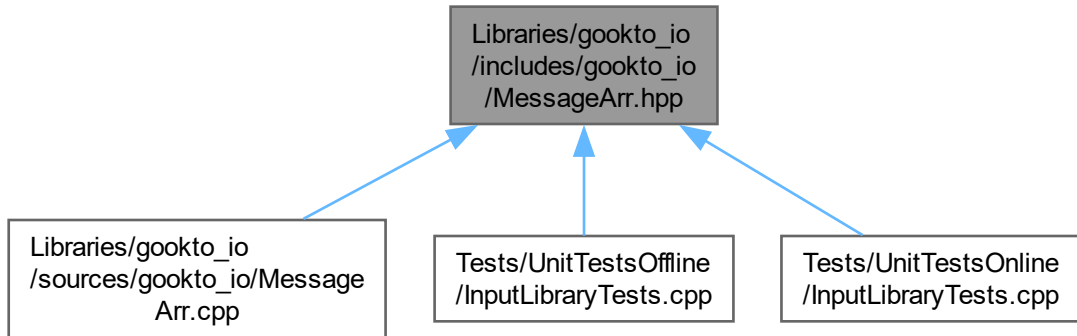 Libraries/gookto_io
/includes/gookto_io
/MessageArr.hpp
Libraries/gookto_io
/sources/gookto_io/Message
Arr.cpp
Tests/UnitTestsOffline
/InputLibraryTests.cpp
Tests/UnitTestsOnline
/InputLibraryTests.cpp